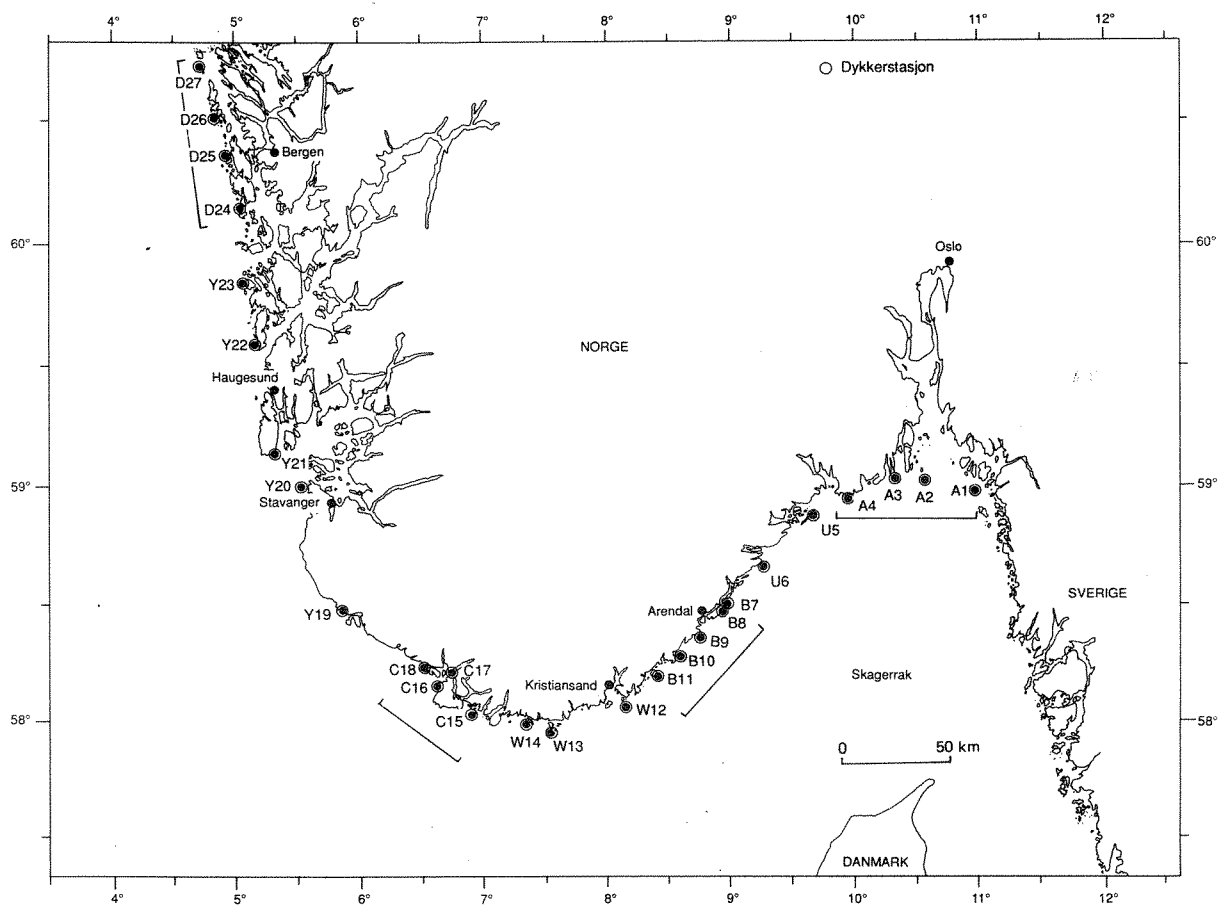 4° 5° 6° 7° 8° 9° 10° 11° 12°
Dykkerstasjon
D27
D26
D25
Bergen
D24
60° 60°
Oslo
Y23
Y22
NORGE
Haugesund
Y21
Y20
59° 59°
Stavanger
A4 A3 A2 A1
U5
U6
SVERIGE
Y19
Arendal
B7
B8
B9
B10
B11
C18 C17
C16
Skagerrak
Kristiansand
W12
C15
58° 58°
W14 W13
0 50 km
DANMARK
4° 5° 6° 7° 8° 9° 10° 11° 12°